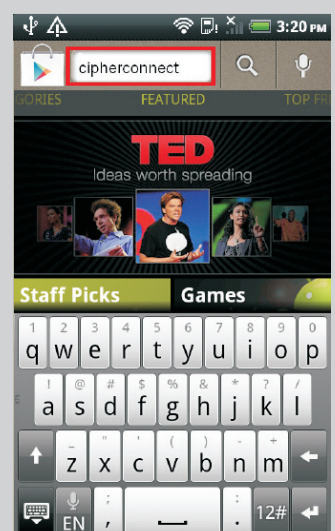 3:20 PM
cipherconnect
GORIES FEATURED TOP FR
TED
Ideas worth spreading
Staff Picks Games
1 2 3 4 5 6 7 8 9 0
q w e r t y u i o p
! @ # $ % & * ? /
a s d f g h j k l
_ " ' ( ) - +
z x c v b n m
; :
EN , 12#